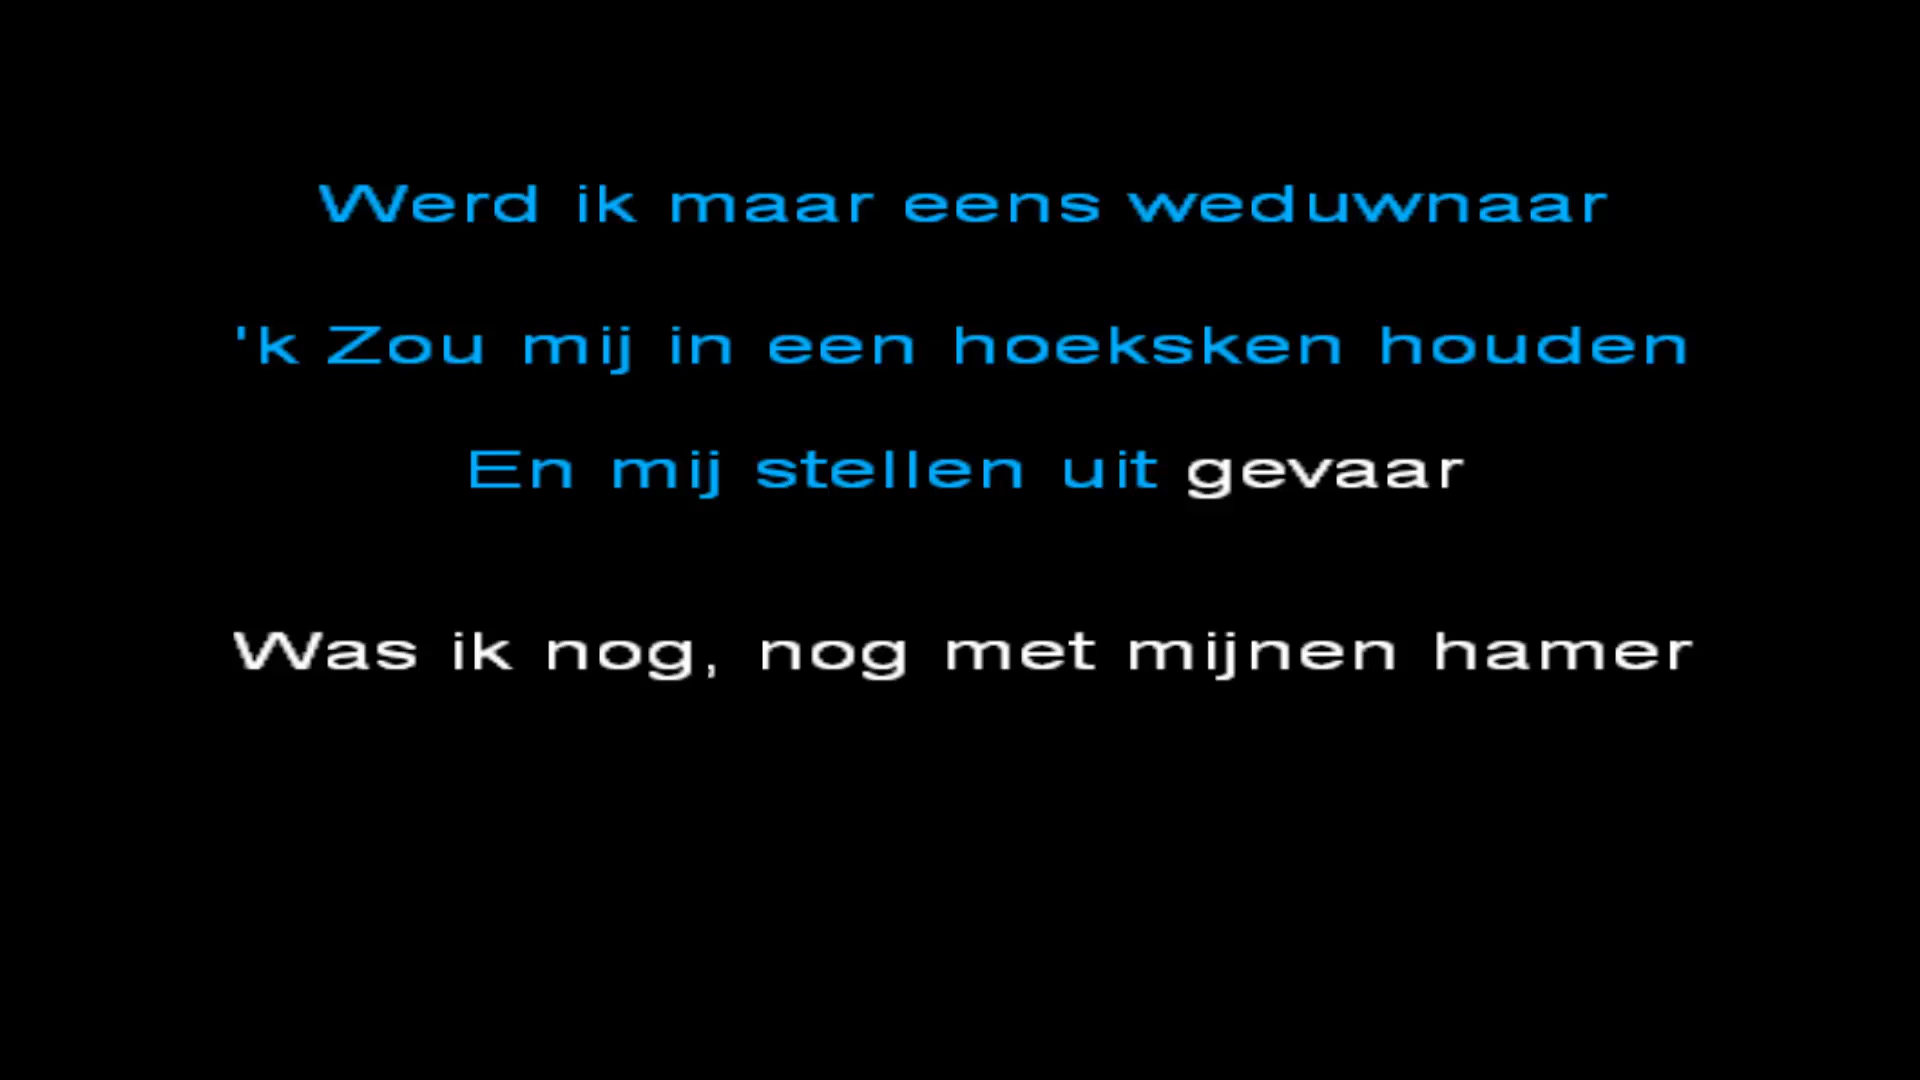 Werd ik maar eens weduwnaar
'k Zou mij in een hoeksken houden
En mij stellen uit gevaar
Was ik nog, nog met mijnen hamer